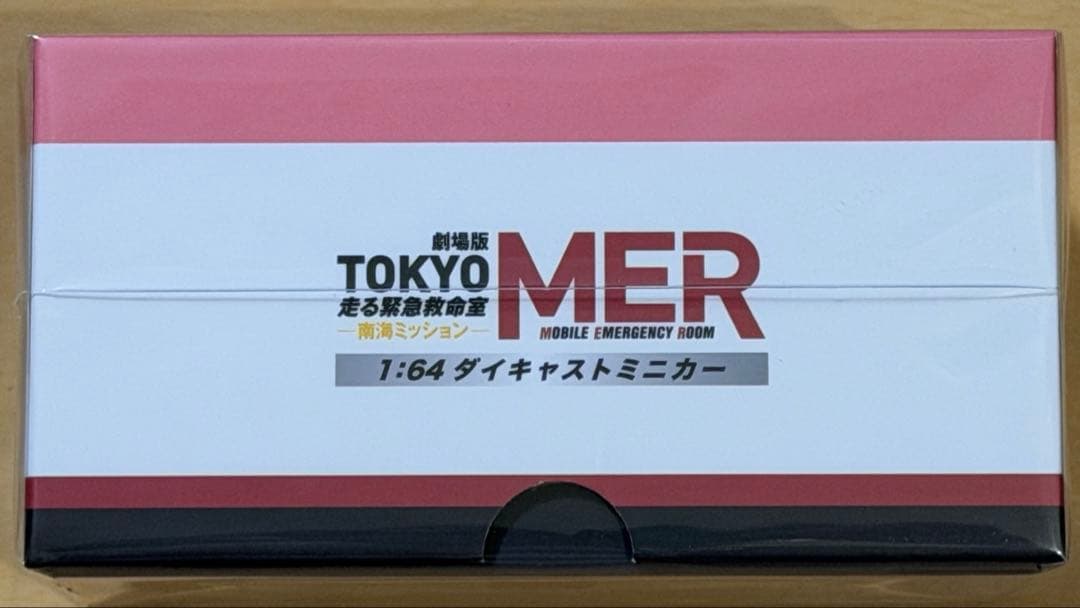 劇場版
TOKYO MER
走る緊急救命室
南海ミッション
MOBILE EMERGENCY ROOM
1:64 ダイキャストミニカー